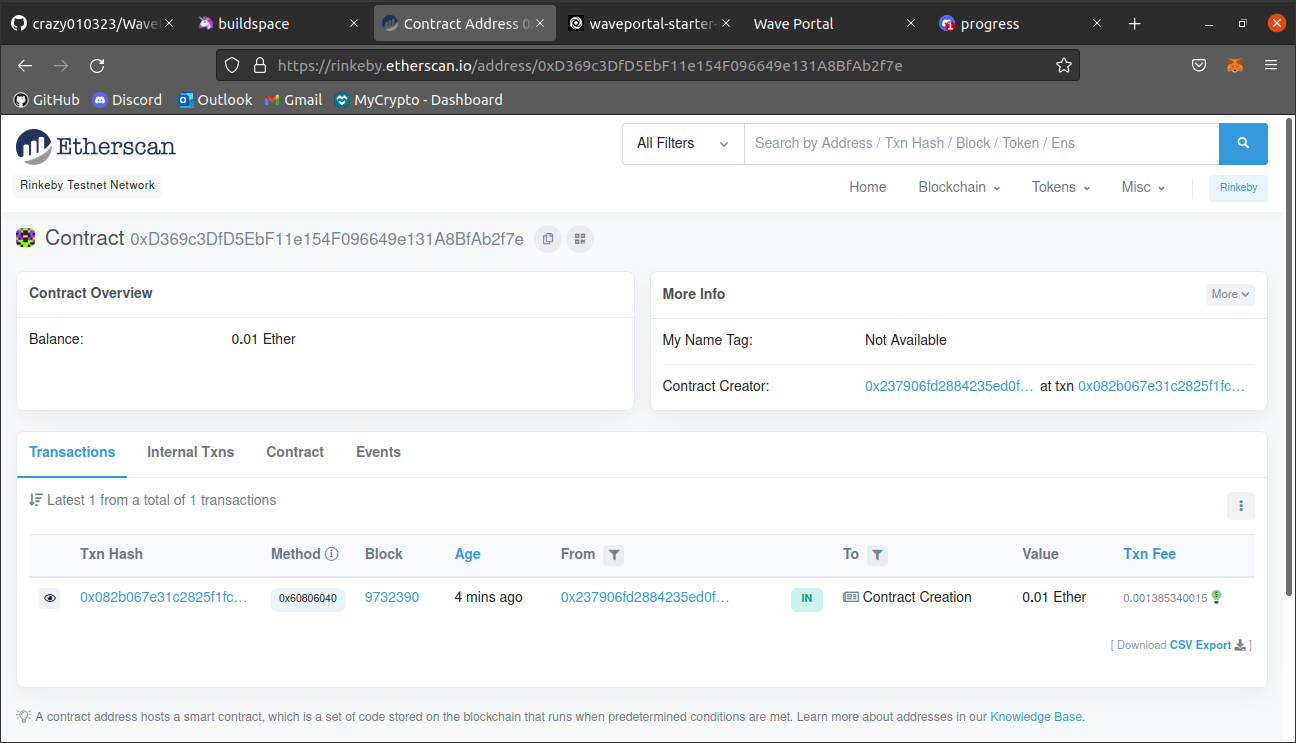 crazy010323/Wave
buildspace
Contract Address 0
waveportal-starter-
Wave Portal
progress
https://rinkeby.etherscan.io/address/0xD369c3DfD5EbF11e154F096649e131A8BfAb2f7e
GitHub Discord Outlook Gmail MyCrypto - Dashboard
Etherscan
All Filters
Search by Address / Txn Hash / Block / Token / Ens
Rinkeby Testnet Network
Home Blockchain Tokens Misc Rinkeby
Contract 0xD369c3DfD5EbF11e154F096649e131A8BfAb2f7e
Contract Overview
Balance: 0.01 Ether
More Info
More
My Name Tag: Not Available
Contract Creator: 0x237906fd2884235ed0f... at txn 0x082b067e31c2825f1fc...
Transactions Internal Txns Contract Events
Latest 1 from a total of 1 transactions
Txn Hash Method Block Age From To Value Txn Fee
0x082b067e31c2825f1fc... 0x60806040 9732390 4 mins ago 0x237906fd2884235ed0f... IN Contract Creation 0.01 Ether 0.001385340015
[ Download CSV Export ]
A contract address hosts a smart contract, which is a set of code stored on the blockchain that runs when predetermined conditions are met. Learn more about addresses in our Knowledge Base.